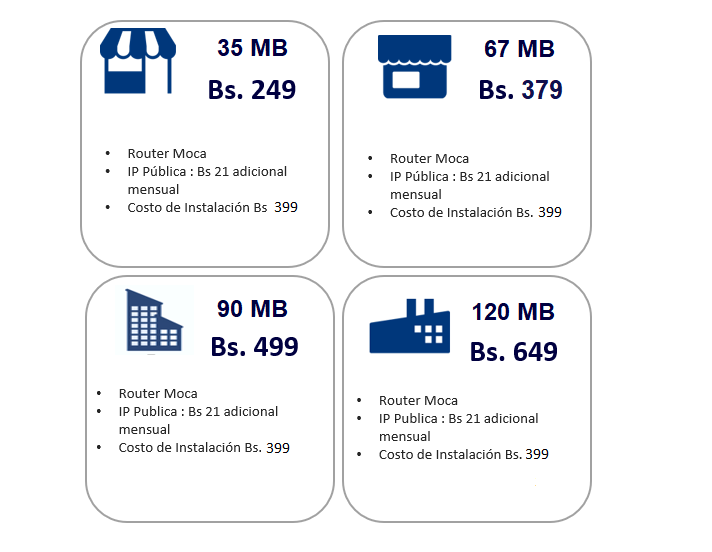 35 MB
Bs. 249
• Router Moca
• IP Pública : Bs 21 adicional
mensual
• Costo de Instalación Bs 399
67 MB
Bs. 379
• Router Moca
• IP Pública : Bs 21 adicional
mensual
• Costo de Instalación Bs. 399
90 MB
Bs. 499
• Router Moca
• IP Publica : Bs 21 adicional
mensual
• Costo de Instalación Bs. 399
120 MB
Bs. 649
• Router Moca
• IP Publica : Bs 21 adicional
mensual
• Costo de Instalación Bs. 399